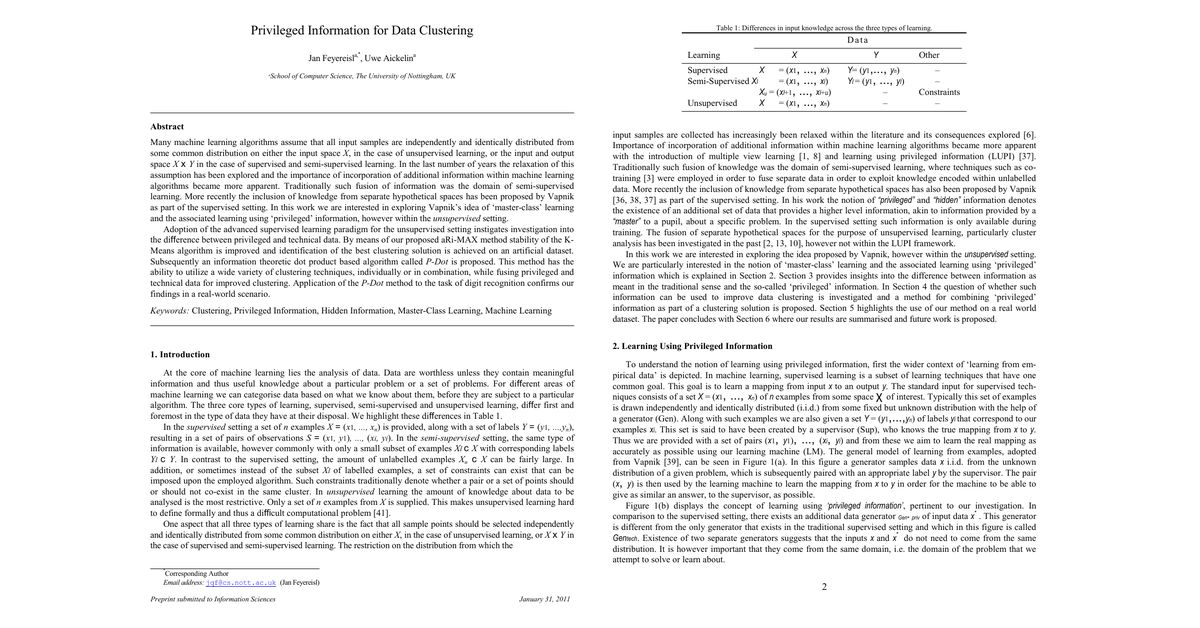 Privileged Information for Data Clustering
Jan Feyereisl a,*, Uwe Aickelin a
a School of Computer Science, The University of Nottingham, UK
Abstract
Many machine learning algorithms assume that all input samples are independently and identically distributed from
some common distribution on either the input space X, in the case of unsupervised learning, or the input and output
space X x Y in the case of supervised and semi-supervised learning. In the last number of years the relaxation of this
assumption has been explored and the importance of incorporation of additional information within machine learning
algorithms became more apparent. Traditionally such fusion of information was the domain of semi-supervised
learning. More recently the inclusion of knowledge from separate hypothetical spaces has been proposed by Vapnik
as part of the supervised setting. In this work we are interested in exploring Vapnik's idea of 'master-class' learning
and the associated learning using 'privileged' information, however within the unsupervised setting.
Adoption of the advanced supervised learning paradigm for the unsupervised setting instigates investigation into
the difference between privileged and technical data. By means of our proposed aRi-MAX method stability of the K-
Means algorithm is improved and identification of the best clustering solution is achieved on an artificial dataset.
Subsequently an information theoretic dot product based algorithm called P-Dot is proposed. This method has the
ability to utilize a wide variety of clustering techniques, individually or in combination, while fusing privileged and
technical data for improved clustering. Application of the P-Dot method to the task of digit recognition confirms our
findings in a real-world scenario.
Keywords: Clustering, Privileged Information, Hidden Information, Master-Class Learning, Machine Learning
1. Introduction
At the core of machine learning lies the analysis of data. Data are worthless unless they contain meaningful
information and thus useful knowledge about a particular problem or a set of problems. For different areas of
machine learning we can categorise data based on what we know about them, before they are subject to a particular
algorithm. The three core types of learning, supervised, semi-supervised and unsupervised learning, differ first and
foremost in the type of data they have at their disposal. We highlight these differences in Table 1.
In the supervised setting a set of n examples X = (x1, ..., xn) is provided, along with a set of labels Y = (y1, ...,yn),
resulting in a set of pairs of observations S = (x1, y1), ..., (xi, yi). In the semi-supervised setting, the same type of
information is available, however commonly with only a small subset of examples Xl c X with corresponding labels
Yl c Y. In contrast to the supervised setting, the amount of unlabelled examples Xu c X can be fairly large. In
addition, or sometimes instead of the subset Xl of labelled examples, a set of constraints can exist that can be
imposed upon the employed algorithm. Such constraints traditionally denote whether a pair or a set of points should
or should not co-exist in the same cluster. In unsupervised learning the amount of knowledge about data to be
analysed is the most restrictive. Only a set of n examples from X is supplied. This makes unsupervised learning hard
to define formally and thus a difficult computational problem [41].
One aspect that all three types of learning share is the fact that all sample points should be selected independently
and identically distributed from some common distribution on either X, in the case of unsupervised learning, or X x Y in
the case of supervised and semi-supervised learning. The restriction on the distribution from which the
*Corresponding Author
Email address: jqf@cs.nott.ac.uk (Jan Feyereisl)
Preprint submitted to Information Sciences January 31, 2011
Table 1: Differences in input knowledge across the three types of learning.
Data
Learning X Y Other
Supervised X = (x1, ..., xn) Y= (y1,..., yn) –
Semi-Supervised Xl = (x1, ..., xl) Yl = (y1, ..., yl) –
Xu = (xl+1, ..., xl+u) – Constraints
Unsupervised X = (x1, ..., xn) – –
input samples are collected has increasingly been relaxed within the literature and its consequences explored [6].
Importance of incorporation of additional information within machine learning algorithms became more apparent
with the introduction of multiple view learning [1, 8] and learning using privileged information (LUPI) [37].
Traditionally such fusion of knowledge was the domain of semi-supervised learning, where techniques such as co-
training [3] were employed in order to fuse separate data in order to exploit knowledge encoded within unlabelled
data. More recently the inclusion of knowledge from separate hypothetical spaces has also been proposed by Vapnik
[36, 38, 37] as part of the supervised setting. In his work the notion of "privileged" and "hidden" information denotes
the existence of an additional set of data that provides a higher level information, akin to information provided by a
"master" to a pupil, about a specific problem. In the supervised setting such information is only available during
training. The fusion of separate hypothetical spaces for the purpose of unsupervised learning, particularly cluster
analysis has been investigated in the past [2, 13, 10], however not within the LUPI framework.
In this work we are interested in exploring the idea proposed by Vapnik, however within the unsupervised setting.
We are particularly interested in the notion of 'master-class' learning and the associated learning using 'privileged'
information which is explained in Section 2. Section 3 provides insights into the difference between information as
meant in the traditional sense and the so-called 'privileged' information. In Section 4 the question of whether such
information can be used to improve data clustering is investigated and a method for combining 'privileged'
information as part of a clustering solution is proposed. Section 5 highlights the use of our method on a real world
dataset. The paper concludes with Section 6 where our results are summarised and future work is proposed.
2. Learning Using Privileged Information
To understand the notion of learning using privileged information, first the wider context of 'learning from em-
pirical data' is depicted. In machine learning, supervised learning is a subset of learning techniques that have one
common goal. This goal is to learn a mapping from input x to an output y. The standard input for supervised tech-
niques consists of a set X = (x1, ..., xn) of n examples from some space X of interest. Typically this set of examples
is drawn independently and identically distributed (i.i.d.) from some fixed but unknown distribution with the help of
a generator (Gen). Along with such examples we are also given a set Y = (y1,...,yn) of labels y that correspond to our
examples xi. This is said to have been created by a supervisor (Sup), who knows the true mapping from x to y.
Thus we are provided with a set of pairs (x1, y1), ..., (xi, yi) and from these we aim to learn the real mapping as
accurately as possible using our learning machine (LM). The general model of learning from examples, adopted
from Vapnik [39], can be seen in Figure 1(a). In this figure a generator samples data x i.i.d. from the unknown
distribution of a given problem, which is subsequently paired with an appropriate label y by the supervisor. The pair
(x, y) is then used by the learning machine to learn the mapping from x to y in order for the machine to be able to
give as similar an answer, to the supervisor, as possible.
Figure 1(b) displays the concept of learning using 'privileged information', pertinent to our investigation. In
comparison to the supervised setting, there exists an additional data generator Gen* priv of input data x*. This generator
is different from the only generator that exists in the traditional supervised setting and which in this figure is called
Gentech. Existence of two separate generators suggests that the inputs x and x* do not need to come from the same
distribution. It is however important that they come from the same domain, i.e. the domain of the problem that we
attempt to solve or learn about.
2